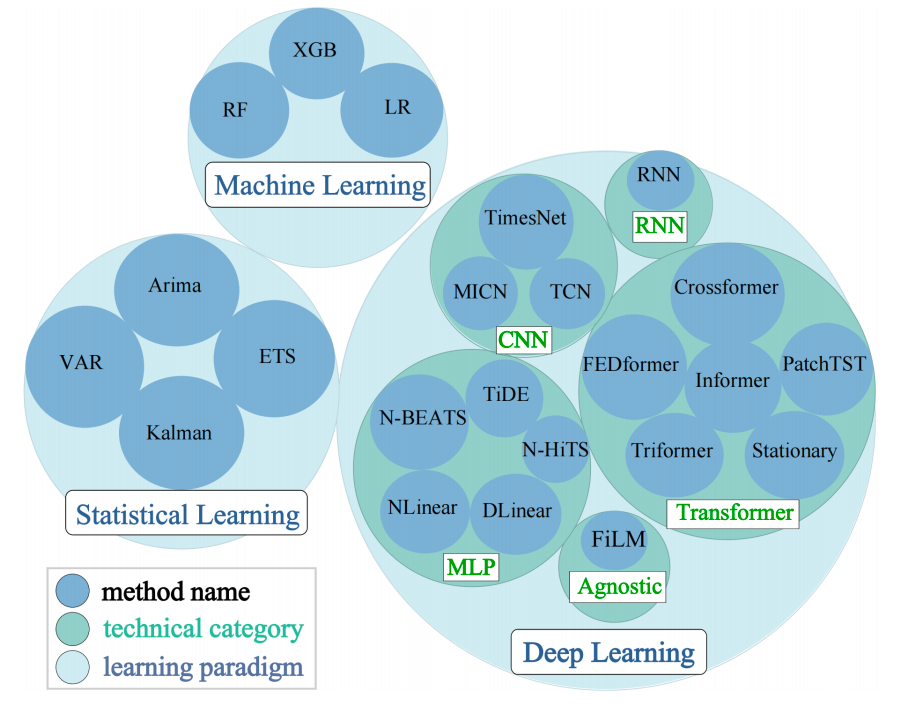 XGB
RF
LR
Machine Learning
Arima
VAR
ETS
Kalman
Statistical Learning
RNN
RNN
TimesNet
MICN
TCN
CNN
Crossformer
FEDformer
PatchTST
Informer
Triformer
Stationary
Transformer
TiDE
N-BEATS
N-HiTS
NLinear
DLinear
MLP
FiLM
Agnostic
Deep Learning
method name
technical category
learning paradigm